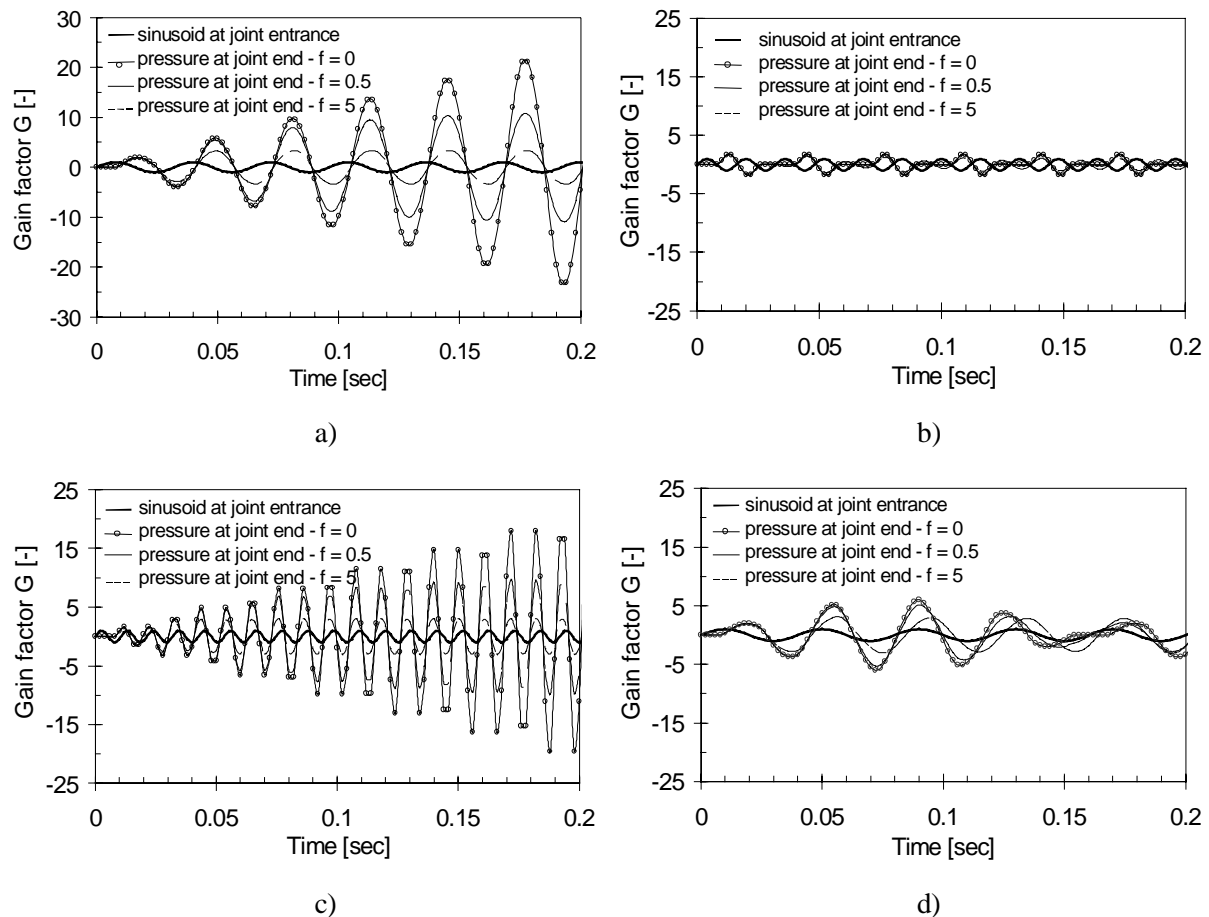 30
20
10
0
-10
-20
-30
Gain factor G [-]
sinusoid at joint entrance
pressure at joint end - f = 0
pressure at joint end - f = 0.5
pressure at joint end - f = 5
0 0.05 0.1 0.15 0.2
Time [sec]
a)
25
15
5
-5
-15
-25
Gain factor G [-]
sinusoid at joint entrance
pressure at joint end - f = 0
pressure at joint end - f = 0.5
pressure at joint end - f = 5
0 0.05 0.1 0.15 0.2
Time [sec]
b)
25
15
5
-5
-15
-25
Gain factor G [-]
sinusoid at joint entrance
pressure at joint end - f = 0
pressure at joint end - f = 0.5
pressure at joint end - f = 5
0 0.05 0.1 0.15 0.2
Time [sec]
c)
25
15
5
-5
-15
-25
Gain factor G [-]
sinusoid at joint entrance
pressure at joint end - f = 0
pressure at joint end - f = 0.5
pressure at joint end - f = 5
0 0.05 0.1 0.15 0.2
Time [sec]
d)